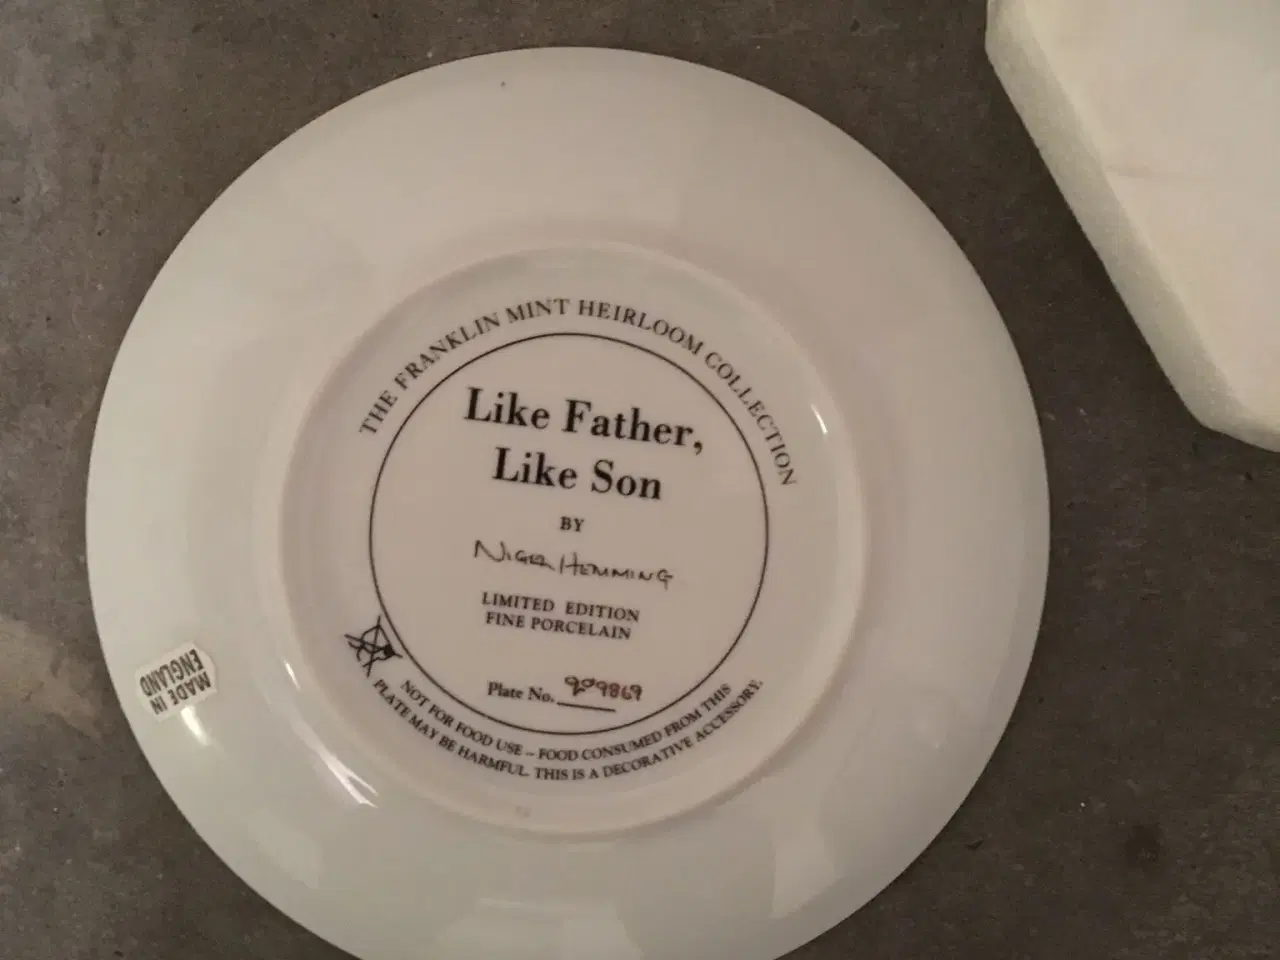 THE FRANKLIN MINT HEIRLOOM COLLECTION
Like Father,
Like Son
BY
NIGEL HEMMING
LIMITED EDITION
FINE PORCELAIN
Plate No. 909869
NOT FOR FOOD USE – FOOD CONSUMED FROM THIS
PLATE MAY BE HARMFUL. THIS IS A DECORATIVE ACCESSORY.
MADE IN
ENGLAND